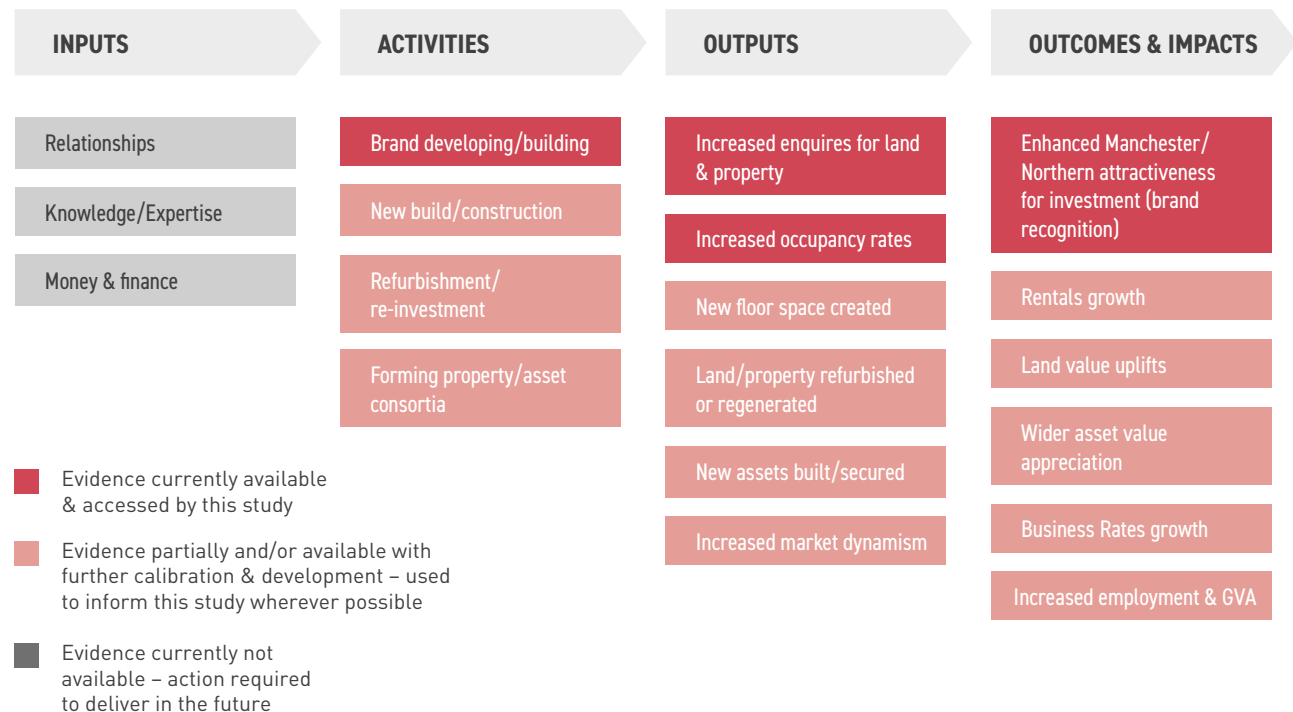 INPUTS
ACTIVITIES
OUTPUTS
OUTCOMES & IMPACTS
Relationships
Knowledge/Expertise
Money & finance
Brand developing/building
New build/construction
Refurbishment/
re-investment
Forming property/asset
consortia
Increased enquires for land
& property
Increased occupancy rates
New floor space created
Land/property refurbished
or regenerated
New assets built/secured
Increased market dynamism
Enhanced Manchester/
Northern attractiveness
for investment (brand
recognition)
Rentals growth
Land value uplifts
Wider asset value
appreciation
Business Rates growth
Increased employment & GVA
Evidence currently available
& accessed by this study
Evidence partially and/or available with
further calibration & development – used
to inform this study wherever possible
Evidence currently not
available – action required
to deliver in the future